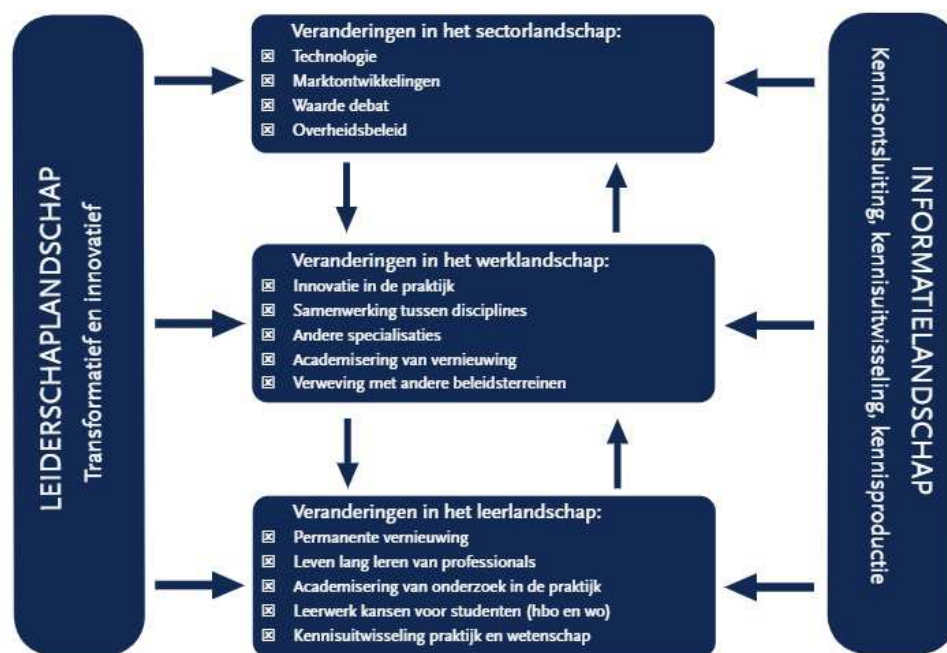 LEIDERSCHAPLANDSCHAP
Transformatief en innovatief
Veranderingen in het sectorlandschap:
Technologie
Marktontwikkelingen
Waarde debat
Overheidsbeleid
Veranderingen in het werklandschap:
Innovatie in de praktijk
Samenwerking tussen disciplines
Andere specialisaties
Academisering van vernieuwing
Verweving met andere beleidsterreinen
Veranderingen in het leerlandschap:
Permanente vernieuwing
Leven lang leren van professionals
Academisering van onderzoek in de praktijk
Leerwerk kansen voor studenten (hbo en wo)
Kennisuitwisseling praktijk en wetenschap
INFORMATIELANDSCHAP
Kennisontsluiting, kennisuitwisseling, kennisproductie